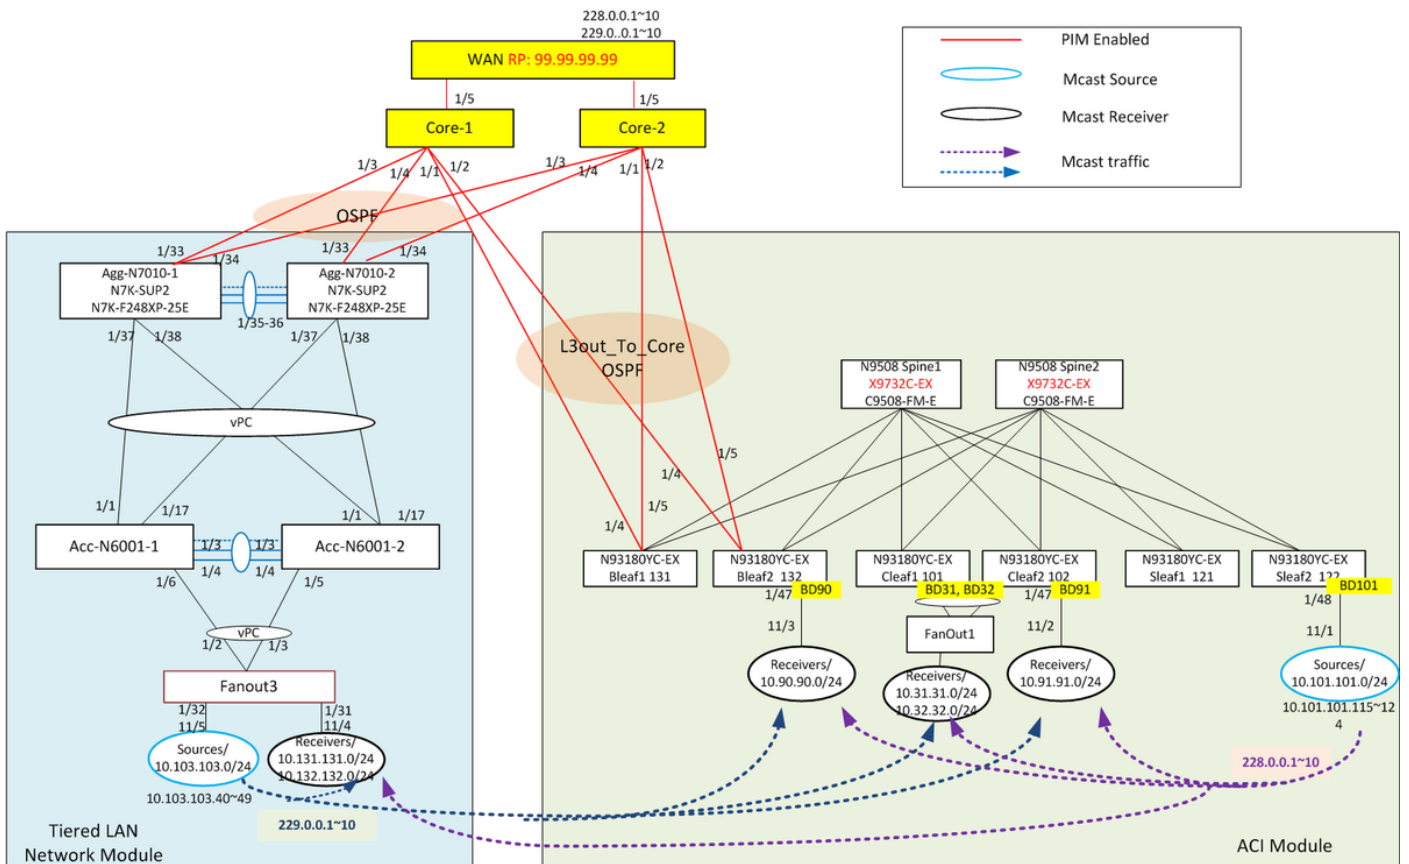 228.0.0.1~10
229.0..0.1~10
WAN RP: 99.99.99.99
1/5
1/5
Core-1
Core-2
1/3
1/4
1/1
1/2
1/3
1/4
1/1
1/2
PIM Enabled
Mcast Source
Mcast Receiver
Mcast traffic
OSPF
1/33
1/34
1/33
1/34
Agg-N7010-1
N7K-SUP2
N7K-F248XP-25E
Agg-N7010-2
N7K-SUP2
N7K-F248XP-25E
1/35-36
1/37
1/38
1/37
1/38
vPC
1/1
1/17
1/1
1/17
Acc-N6001-1
Acc-N6001-2
1/3
1/4
1/3
1/4
1/6
1/5
vPC
1/2
1/3
Fanout3
1/32
11/5
1/31
11/4
Sources/
10.103.103.0/24
Receivers/
10.131.131.0/24
10.132.132.0/24
10.103.103.40~49
229.0.0.1~10
Tiered LAN
Network Module
L3out_To_Core
OSPF
N9508 Spine1
X9732C-EX
C9508-FM-E
N9508 Spine2
X9732C-EX
C9508-FM-E
1/5
1/4
1/5
1/4
N93180YC-EX
Bleaf1 131
N93180YC-EX
Bleaf2 132
N93180YC-EX
Cleaf1 101
N93180YC-EX
Cleaf2 102
N93180YC-EX
Sleaf1 121
N93180YC-EX
Sleaf2 122
1/47
BD90
BD31, BD32
1/47
BD91
BD101
1/48
11/3
FanOut1
11/2
11/1
Receivers/
10.90.90.0/24
Receivers/
10.31.31.0/24
10.32.32.0/24
Receivers/
10.91.91.0/24
Sources/
10.101.101.0/24
10.101.101.115~12
4
228.0.0.1~10
ACI Module